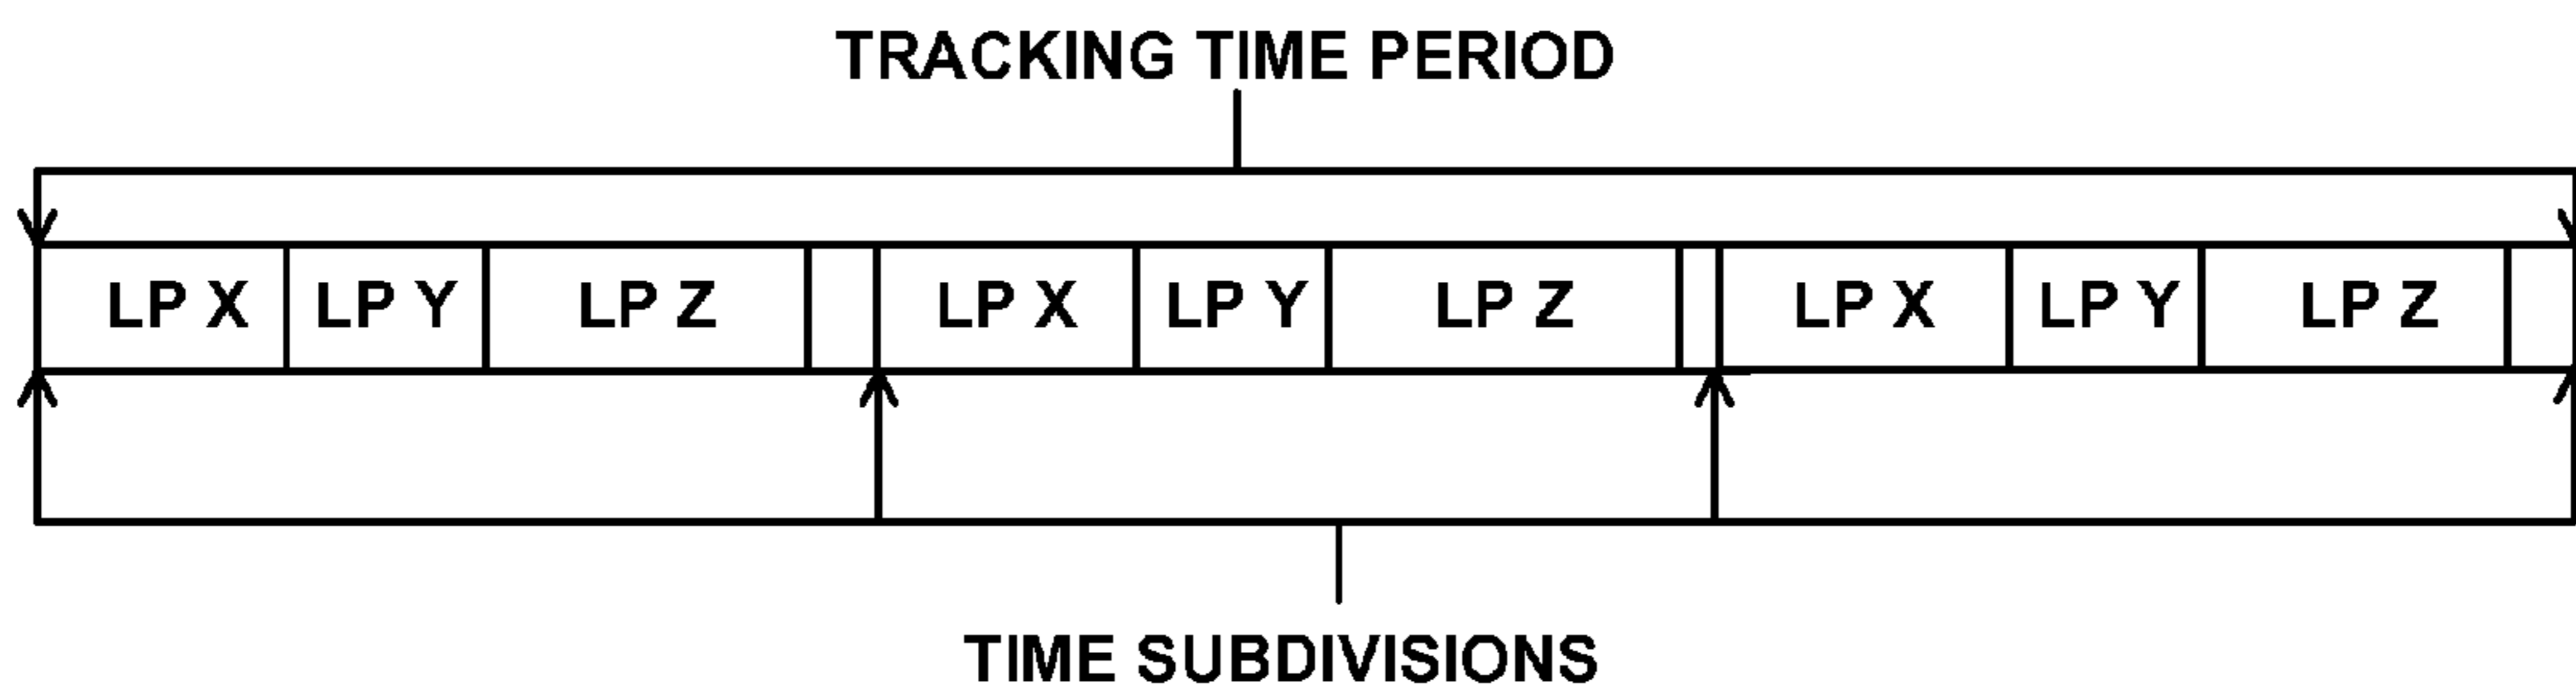 TRACKING TIME PERIOD
LP X LP Y LP Z LP X LP Y LP Z LP X LP Y LP Z
TIME SUBDIVISIONS